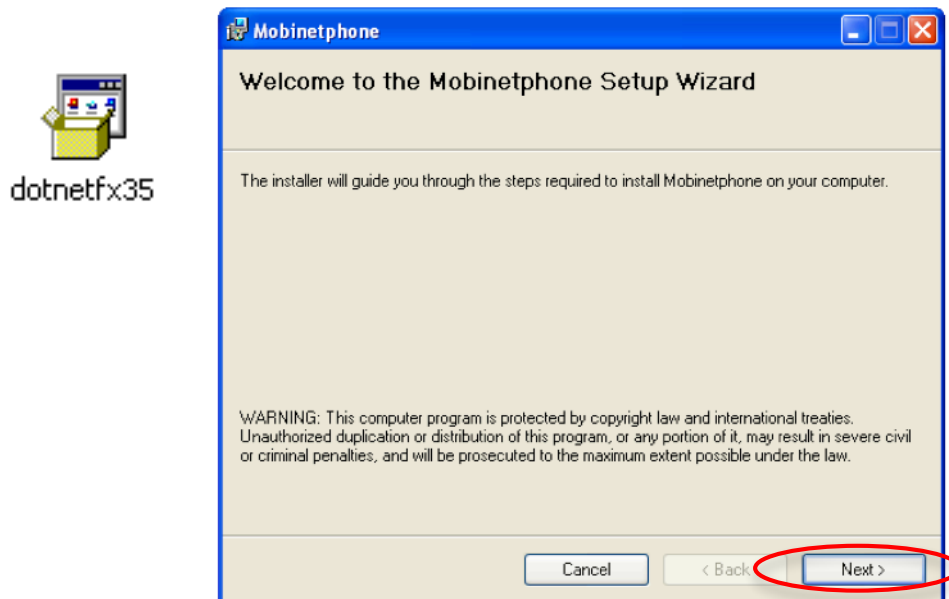 Mobinetphone
Welcome to the Mobinetphone Setup Wizard
dotnetfx35
The installer will guide you through the steps required to install Mobinetphone on your computer.
WARNING: This computer program is protected by copyright law and international treaties.
Unauthorized duplication or distribution of this program, or any portion of it, may result in severe civil
or criminal penalties, and will be prosecuted to the maximum extent possible under the law.
Cancel
< Back
Next >